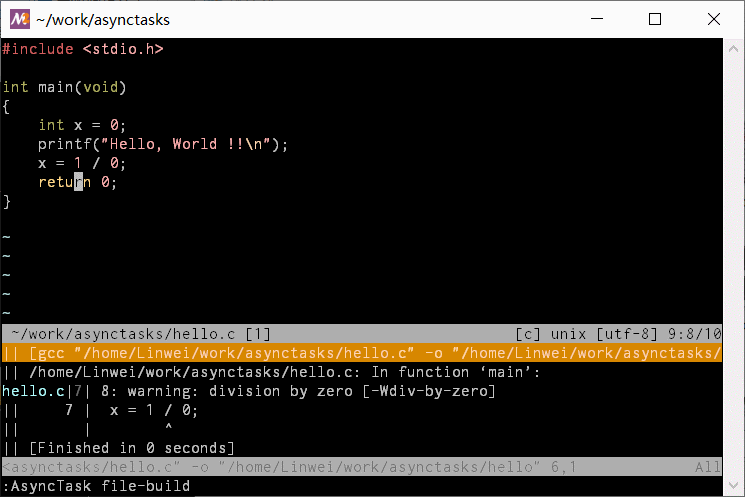 ~/work/asynctasks
#include <stdio.h>
int main(void)
{
    int x = 0;
    printf("Hello, World !!\n");
    x = 1 / 0;
    return 0;
}
~
~
~
~
~
~/work/asynctasks/hello.c [1] [c] unix [utf-8] 9:8/10
|| [gcc "/home/Linwei/work/asynctasks/hello.c" -o "/home/Linwei/work/asynctasks/
|| /home/Linwei/work/asynctasks/hello.c: In function ‘main’:
hello.c|7| 8: warning: division by zero [-Wdiv-by-zero]
||     7 |  x = 1 / 0;
||       |        ^
|| [Finished in 0 seconds]
<asynctasks/hello.c" -o "/home/Linwei/work/asynctasks/hello" 6,1 All
:AsyncTask file-build